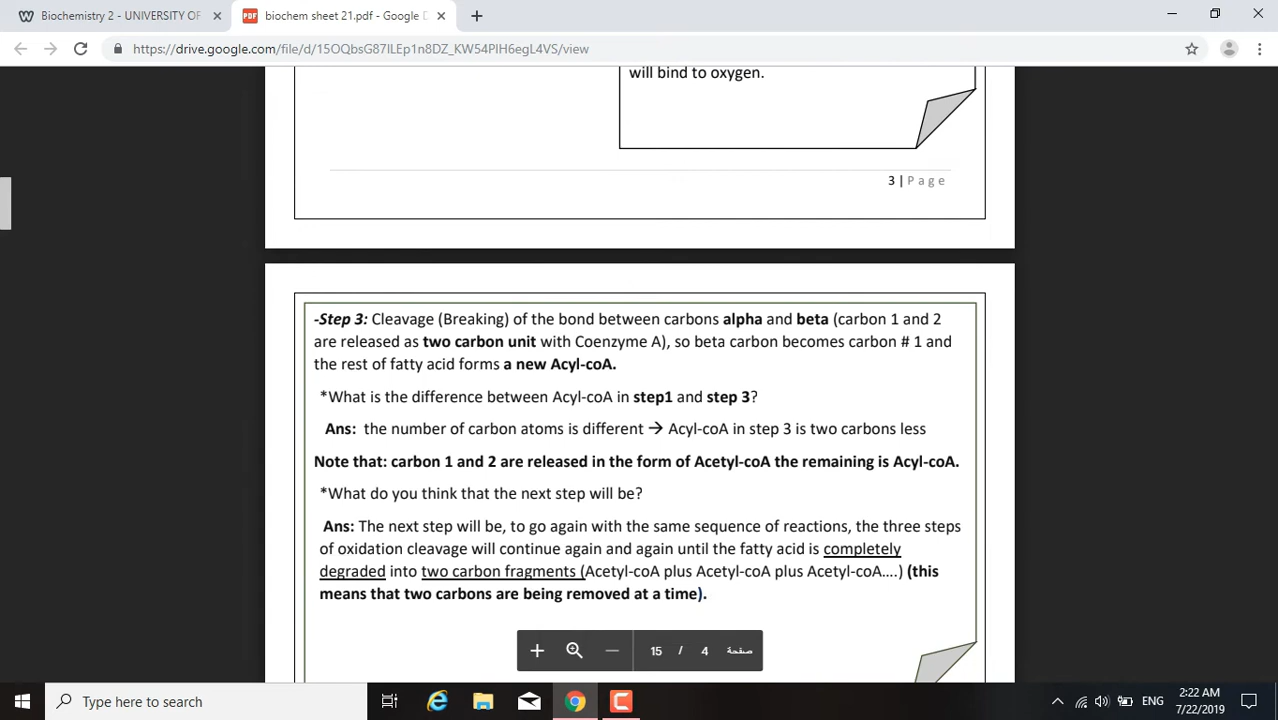 Biochemistry 2 - UNIVERSITY OF
biochem sheet 21.pdf - Google D
https://drive.google.com/file/d/15OQbsG87ILEp1n8DZ_KW54PlH6egL4VS/view
will bind to oxygen.
3 | P a g e
-Step 3: Cleavage (Breaking) of the bond between carbons alpha and beta (carbon 1 and 2
are released as two carbon unit with Coenzyme A), so beta carbon becomes carbon # 1 and
the rest of fatty acid forms a new Acyl-coA.
*What is the difference between Acyl-coA in step1 and step 3?
Ans:  the number of carbon atoms is different → Acyl-coA in step 3 is two carbons less
Note that: carbon 1 and 2 are released in the form of Acetyl-coA the remaining is Acyl-coA.
*What do you think that the next step will be?
Ans: The next step will be, to go again with the same sequence of reactions, the three steps
of oxidation cleavage will continue again and again until the fatty acid is completely
degraded into two carbon fragments (Acetyl-coA plus Acetyl-coA plus Acetyl-coA....) (this
means that two carbons are being removed at a time).
15 / 4 صفحة
Type here to search
ENG
2:22 AM
7/22/2019